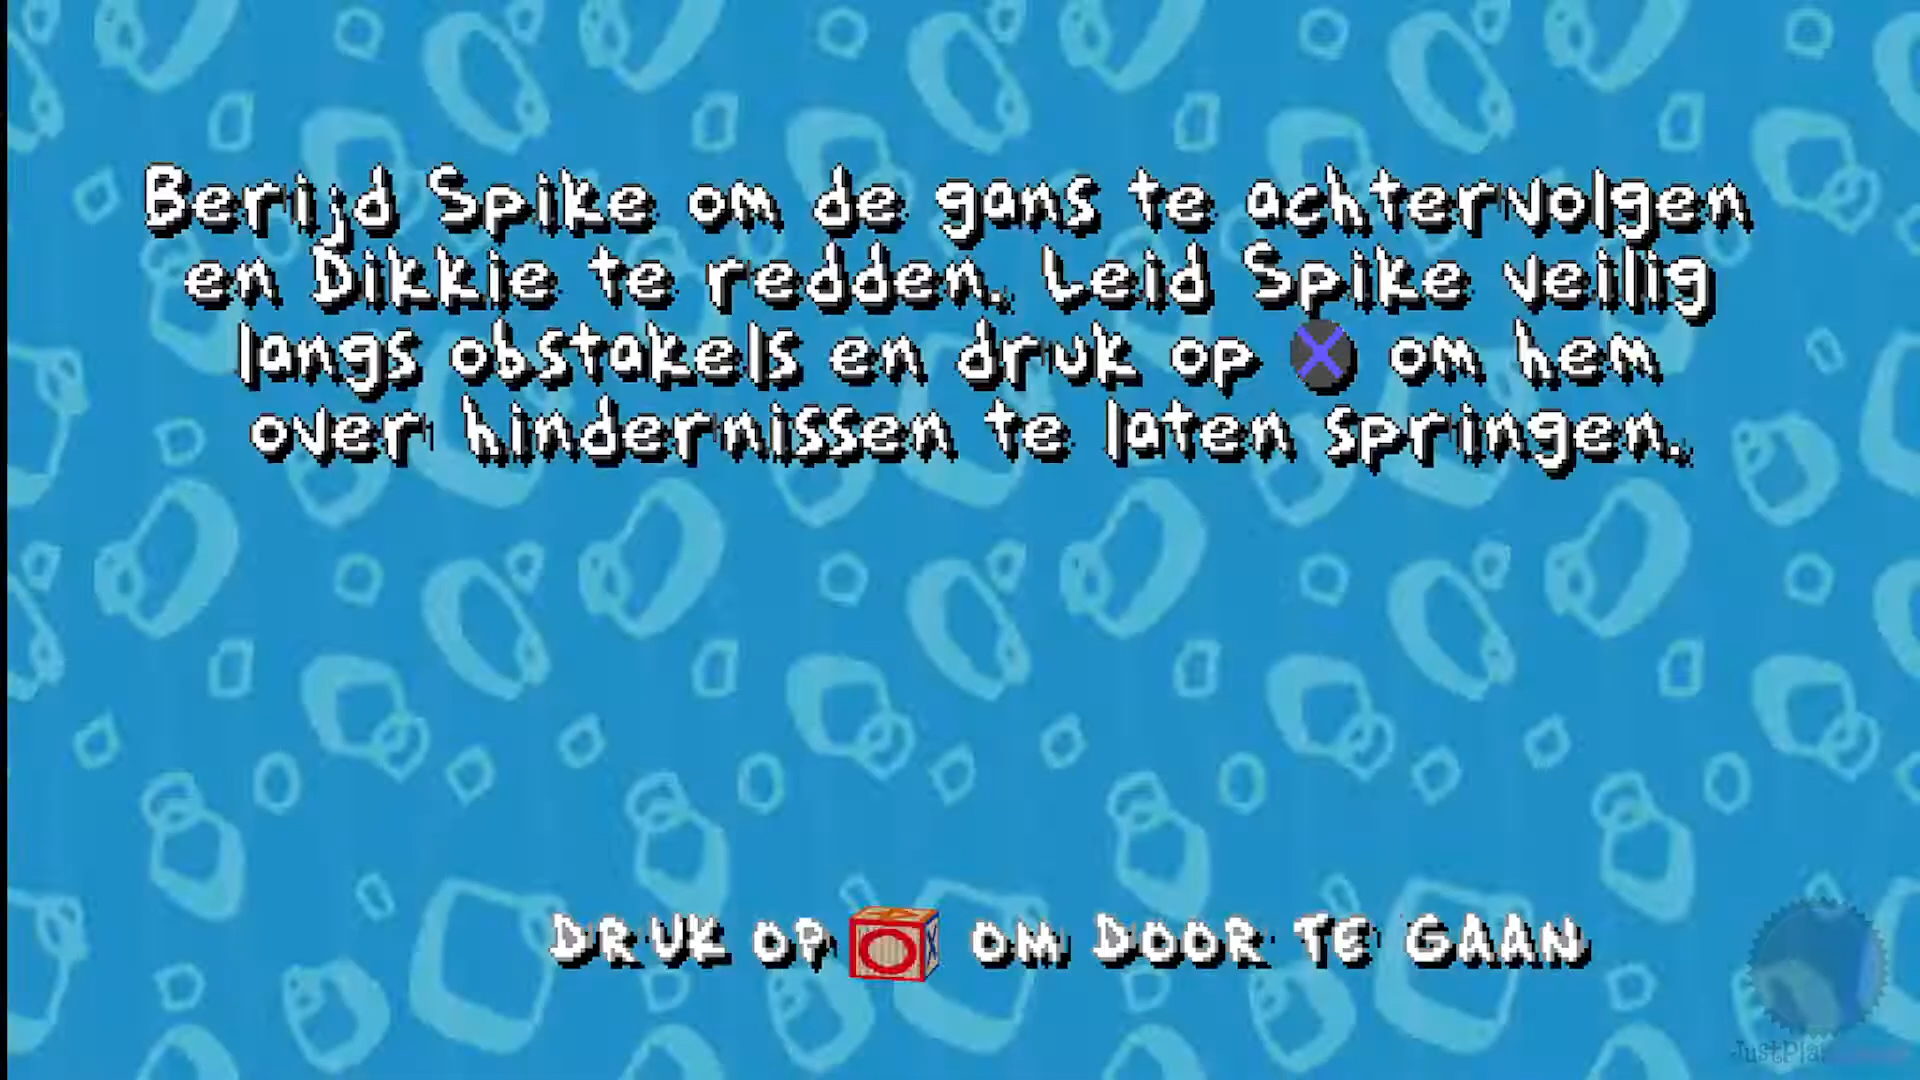 Berijd Spike om de gans te achtervolgen
en Dikkie te redden. Leid Spike veilig
langs obstakels en druk op X om hem
over hindernissen te laten springen.
DRUK OP O OM DOOR TE GAAN